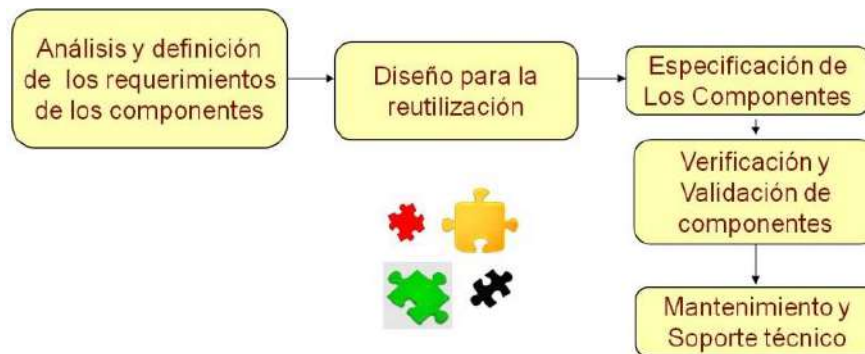 Análisis y definición
de los requerimientos
de los componentes
Diseño para la
reutilización
Especificación de
Los Componentes
Verificación y
Validación de
componentes
Mantenimiento y
Soporte técnico